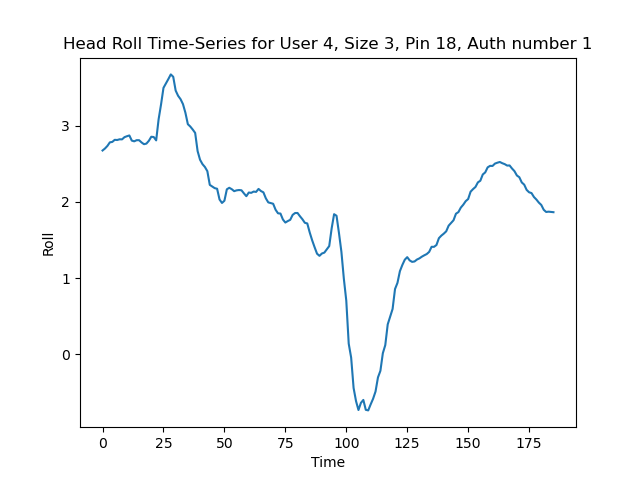 Head Roll Time-Series for User 4, Size 3, Pin 18, Auth number 1
3
2
1
0
Roll
0 25 50 75 100 125 150 175
Time